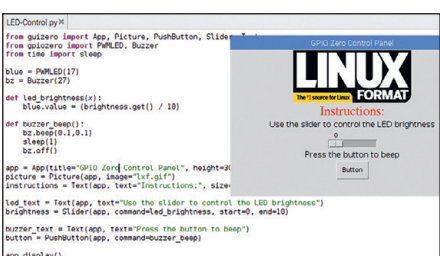 LED-Control.py ✕
from guizero import App, Picture, PushButton, Slider,
from gpiozero import PWMLED, Buzzer
from time import sleep
blue = PWMLED(17)
bz = Buzzer(27)
def led_brightness(x):
blue.value = (brightness.get() / 10)
def buzzer_beep():
bz.beep(0.1,0.1)
sleep(1)
bz.off()
app = App(title="GPIO Zero Control Panel", height=30
picture = Picture(app, image="lxf.gif")
instructions = Text(app, text="Instructions:", size=
led_text = Text(app, text="Use the slider to control the LED brightness")
brightness = Slider(app, command=led_brightness, start=0, end=10)
buzzer_text = Text(app, text="Press the button to beep")
button = PushButton(app, command=buzzer_beep)
app.display()
GPIO Zero Control Panel
LINUX
The #1 source for Linux
FORMAT
Instructions:
Use the slider to control the LED brightness
0
Press the button to beep
Button